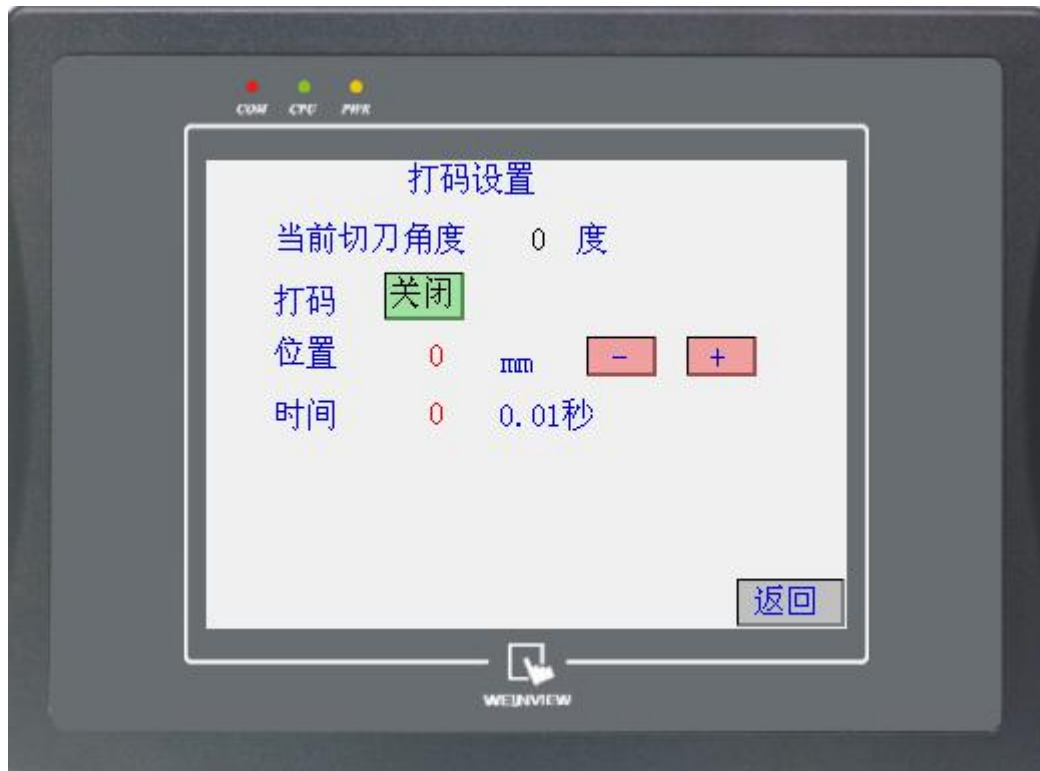 COM CPU PWR
打码设置
当前切刀角度 0 度
打码 关闭
位置 0 mm - +
时间 0 0.01秒
返回
WEINVIEW